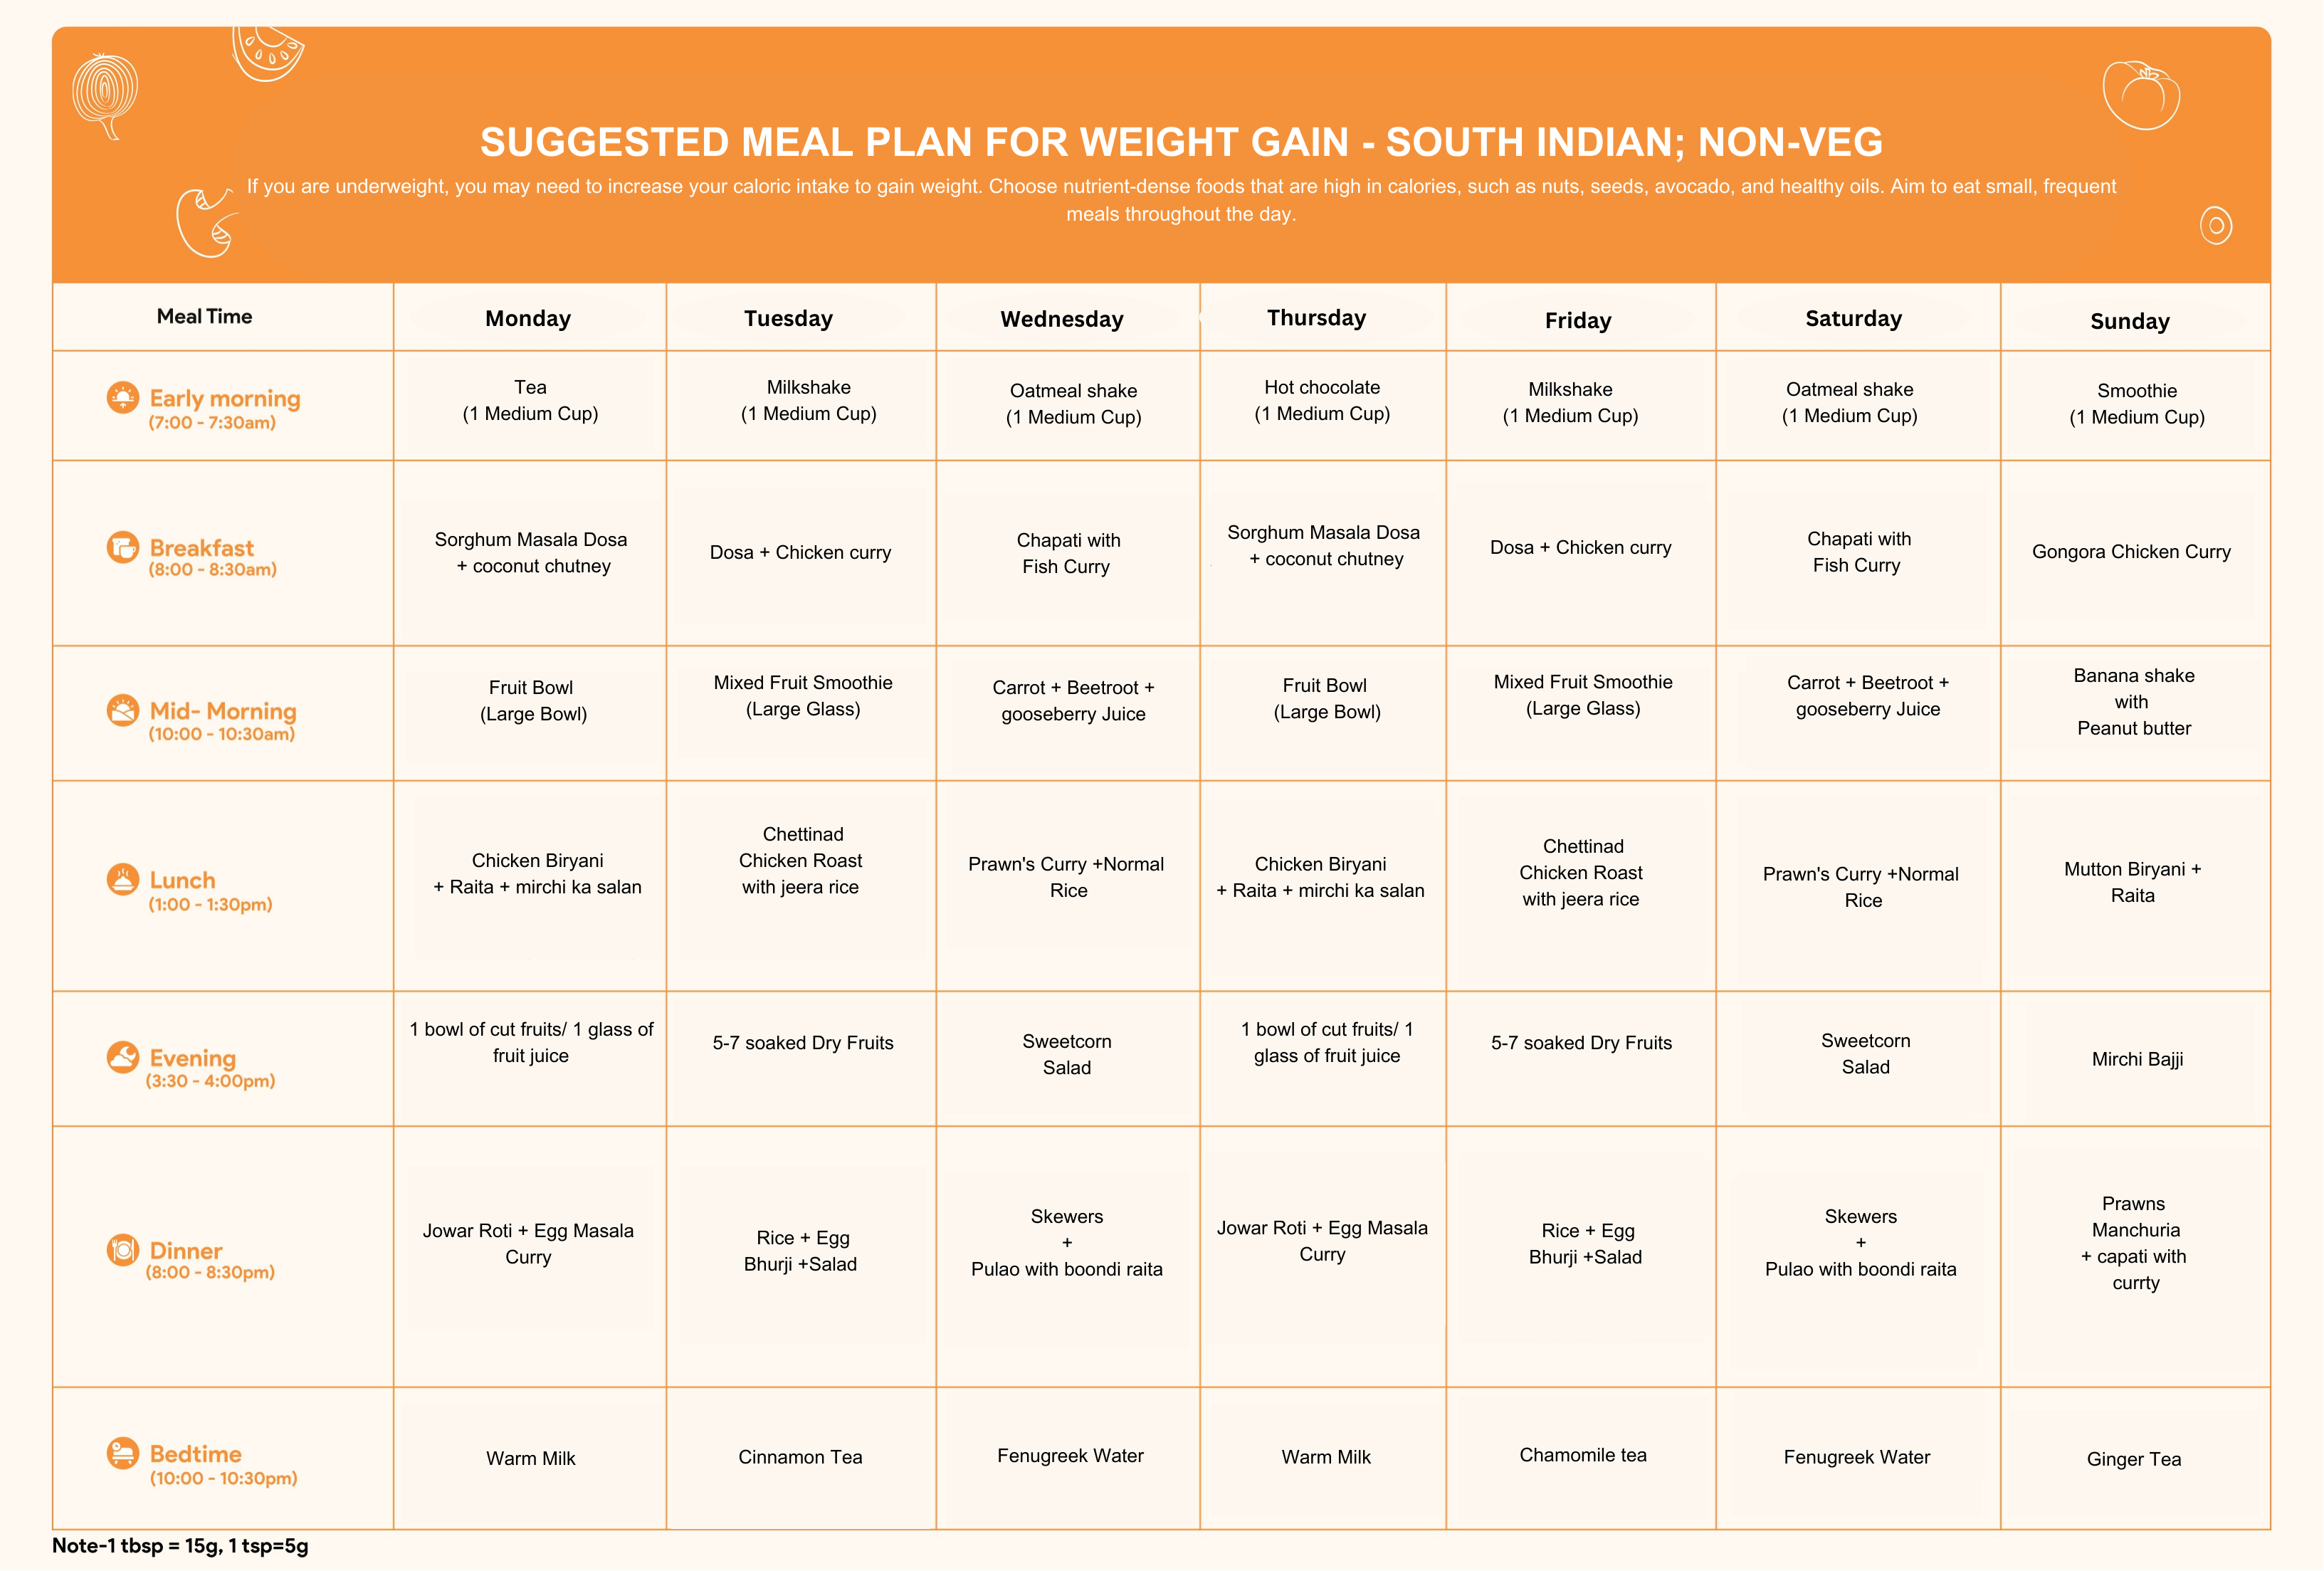 SUGGESTED MEAL PLAN FOR WEIGHT GAIN - SOUTH INDIAN; NON-VEG
If you are underweight, you may need to increase your caloric intake to gain weight. Choose nutrient-dense foods that are high in calories, such as nuts, seeds, avocado, and healthy oils. Aim to eat small, frequent
meals throughout the day.
Meal Time
Monday
Tuesday
Wednesday
Thursday
Friday
Saturday
Sunday
Early morning
(7:00 - 7:30am)
Tea
(1 Medium Cup)
Milkshake
(1 Medium Cup)
Oatmeal shake
(1 Medium Cup)
Hot chocolate
(1 Medium Cup)
Milkshake
(1 Medium Cup)
Oatmeal shake
(1 Medium Cup)
Smoothie
(1 Medium Cup)
Breakfast
(8:00 - 8:30am)
Sorghum Masala Dosa
+ coconut chutney
Dosa + Chicken curry
Chapati with
Fish Curry
Sorghum Masala Dosa
+ coconut chutney
Dosa + Chicken curry
Chapati with
Fish Curry
Gongora Chicken Curry
Mid- Morning
(10:00 - 10:30am)
Fruit Bowl
(Large Bowl)
Mixed Fruit Smoothie
(Large Glass)
Carrot + Beetroot +
gooseberry Juice
Fruit Bowl
(Large Bowl)
Mixed Fruit Smoothie
(Large Glass)
Carrot + Beetroot +
gooseberry Juice
Banana shake
with
Peanut butter
Lunch
(1:00 - 1:30pm)
Chicken Biryani
+ Raita + mirchi ka salan
Chettinad
Chicken Roast
with jeera rice
Prawn's Curry +Normal
Rice
Chicken Biryani
+ Raita + mirchi ka salan
Chettinad
Chicken Roast
with jeera rice
Prawn's Curry +Normal
Rice
Mutton Biryani +
Raita
Evening
(3:30 - 4:00pm)
1 bowl of cut fruits/ 1 glass of
fruit juice
5-7 soaked Dry Fruits
Sweetcorn
Salad
1 bowl of cut fruits/ 1
glass of fruit juice
5-7 soaked Dry Fruits
Sweetcorn
Salad
Mirchi Bajji
Dinner
(8:00 - 8:30pm)
Jowar Roti + Egg Masala
Curry
Rice + Egg
Bhurji +Salad
Skewers
+
Pulao with boondi raita
Jowar Roti + Egg Masala
Curry
Rice + Egg
Bhurji +Salad
Skewers
+
Pulao with boondi raita
Prawns
Manchuria
+ capati with
currty
Bedtime
(10:00 - 10:30pm)
Warm Milk
Cinnamon Tea
Fenugreek Water
Warm Milk
Chamomile tea
Fenugreek Water
Ginger Tea
Note-1 tbsp = 15g, 1 tsp=5g